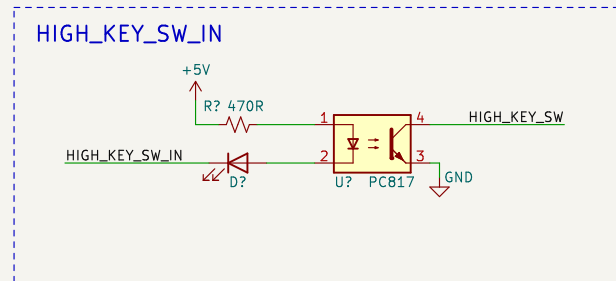 HIGH_KEY_SW_IN
+5V
R? 470R
1
4
HIGH_KEY_SW
HIGH_KEY_SW_IN
2
3
D?
U? PC817
GND